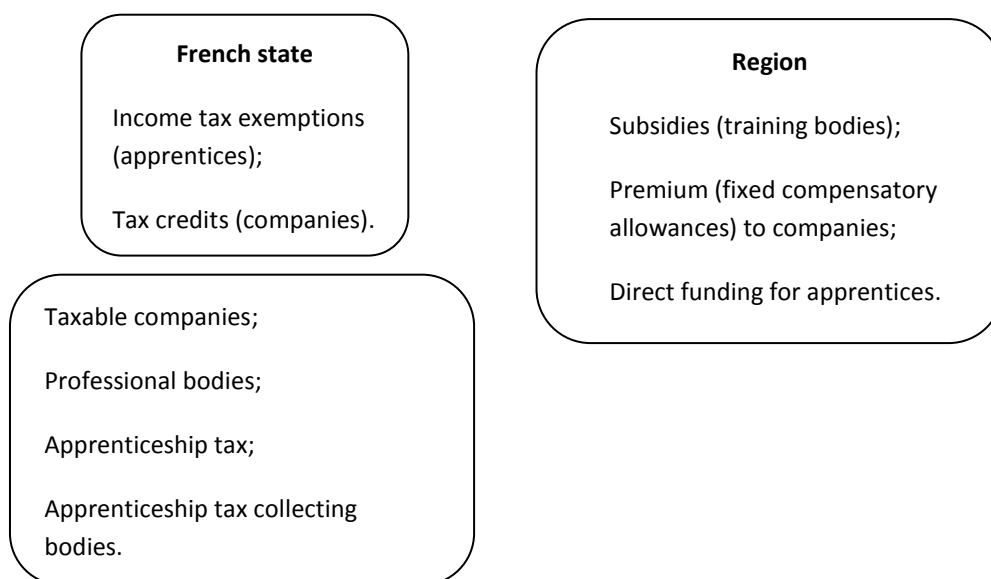 French state
Income tax exemptions
(apprentices);
Tax credits (companies).
Region
Subsidies (training bodies);
Premium (fixed compensatory
allowances) to companies;
Direct funding for apprentices.
Taxable companies;
Professional bodies;
Apprenticeship tax;
Apprenticeship tax collecting
bodies.